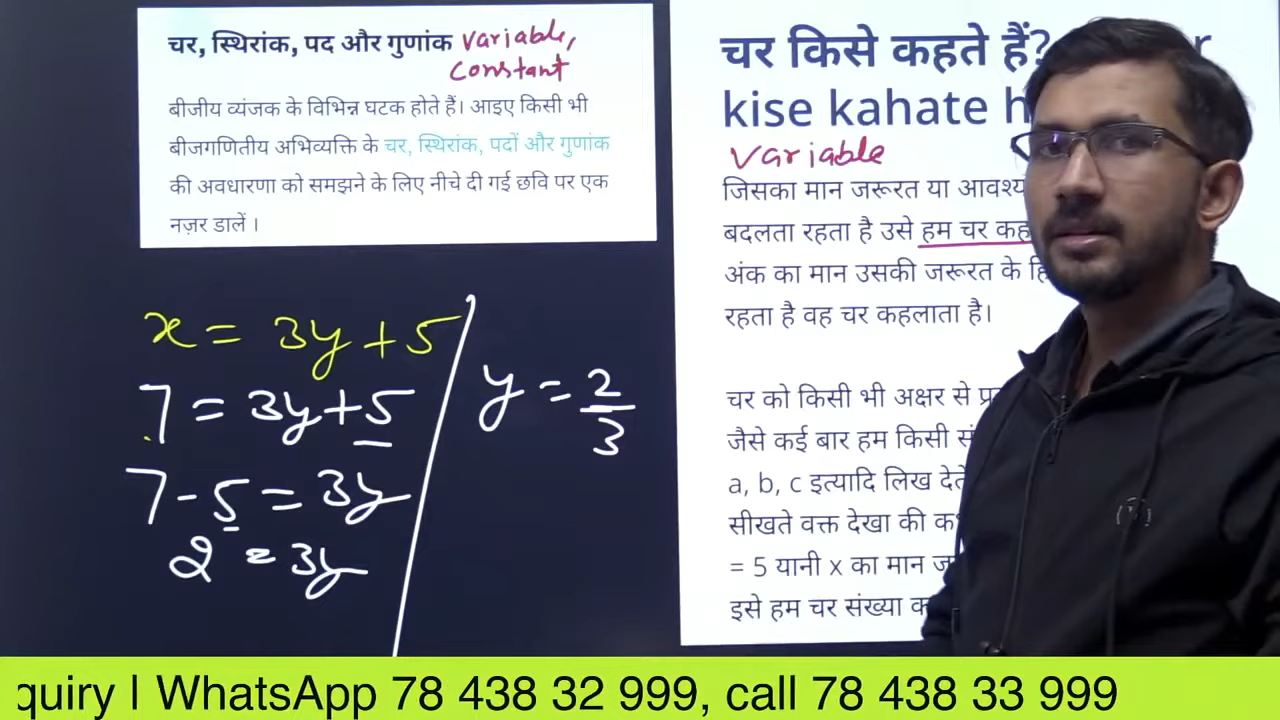 चर, स्थिरांक, पद और गुणांक variable,
constant
बीजीय व्यंजक के विभिन्न घटक होते हैं। आइए किसी भी
बीजगणितीय अभिव्यक्ति के चर, स्थिरांक, पदों और गुणांक
की अवधारणा को समझने के लिए नीचे दी गई छवि पर एक
नज़र डालें ।
x = 3y + 5
7 = 3y + 5
7 - 5 = 3y
2 = 3y
y = 2/3
चर किसे कहते हैं?
kise kahate
variable
जिसका मान जरूरत या
बदलता रहता है उसे हम चर
अंक का मान उसकी जरूरत के
रहता है वह चर कहलाता है।
चर को किसी भी अक्षर से
जैसे कई बार हम किसी
a, b, c इत्यादि लिख
सीखते वक्त देखा की
= 5 यानी x का मान
इसे हम चर संख्या
quiry | WhatsApp 78 438 32 999, call 78 438 33 999